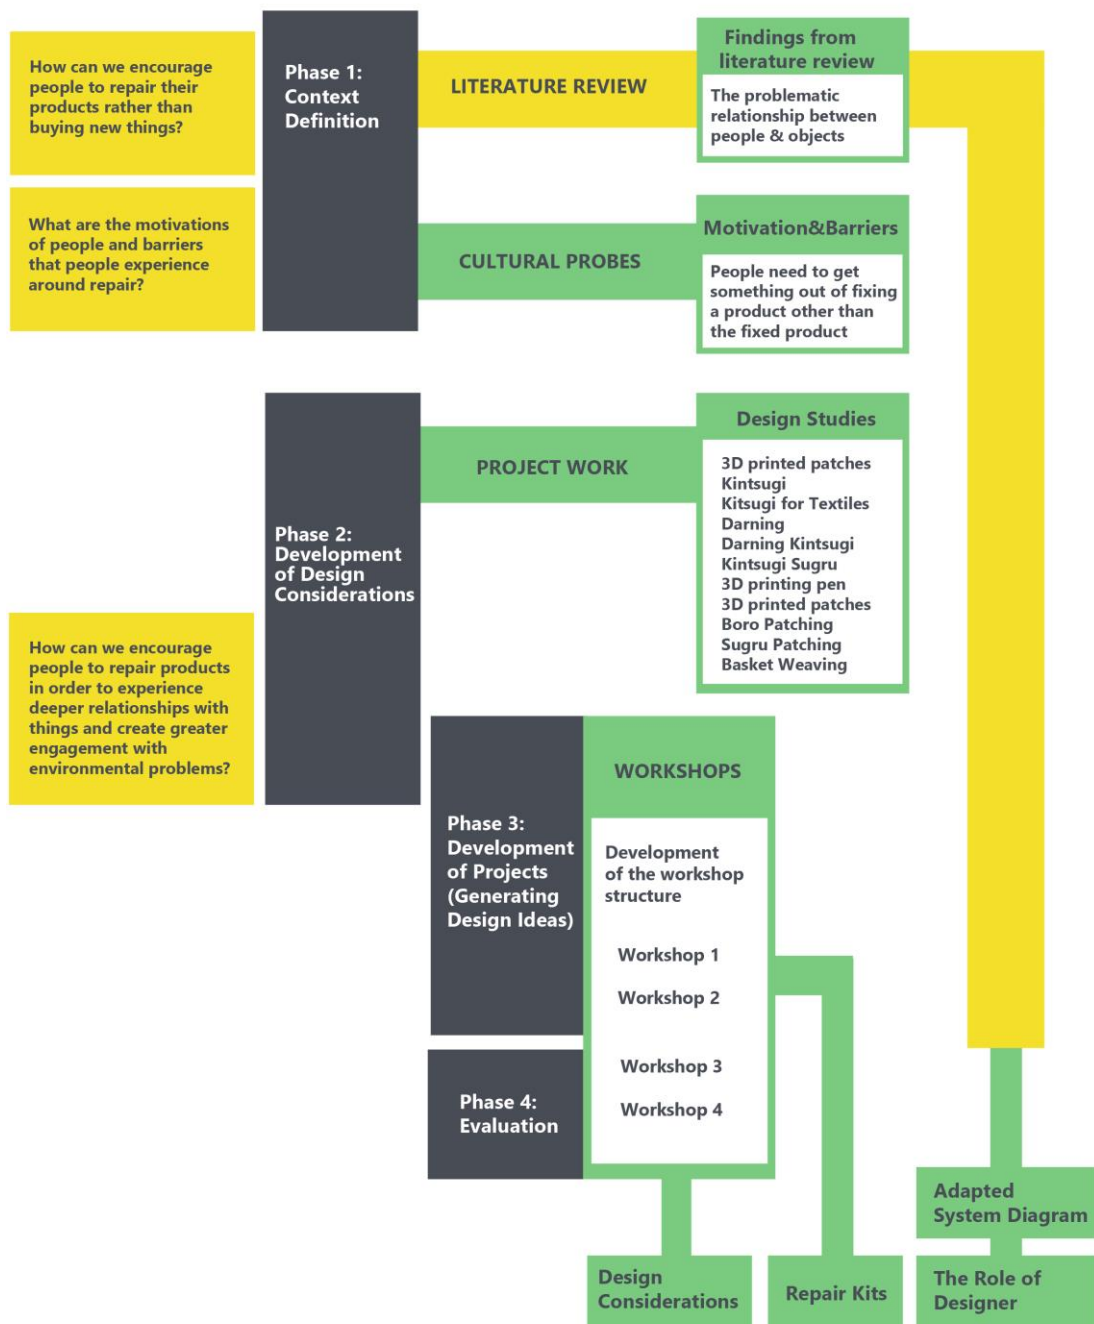 How can we encourage
people to repair their
products rather than
buying new things?
What are the motivations
of people and barriers
that people experience
around repair?
Phase 1:
Context
Definition
LITERATURE REVIEW
Findings from
literature review
The problematic
relationship between
people & objects
CULTURAL PROBES
Motivation&Barriers
People need to get
something out of fixing
a product other than
the fixed product
How can we encourage
people to repair products
in order to experience
deeper relationships with
things and create greater
engagement with
environmental problems?
Phase 2:
Development
of Design
Considerations
PROJECT WORK
Design Studies
3D printed patches
Kintsugi
Kitsugi for Textiles
Darning
Darning Kintsugi
Kintsugi Sugru
3D printing pen
3D printed patches
Boro Patching
Sugru Patching
Basket Weaving
Phase 3:
Development
of Projects
(Generating
Design Ideas)
WORKSHOPS
Development
of the workshop
structure
Workshop 1
Workshop 2
Workshop 3
Workshop 4
Phase 4:
Evaluation
Design
Considerations
Repair Kits
Adapted
System Diagram
The Role of
Designer